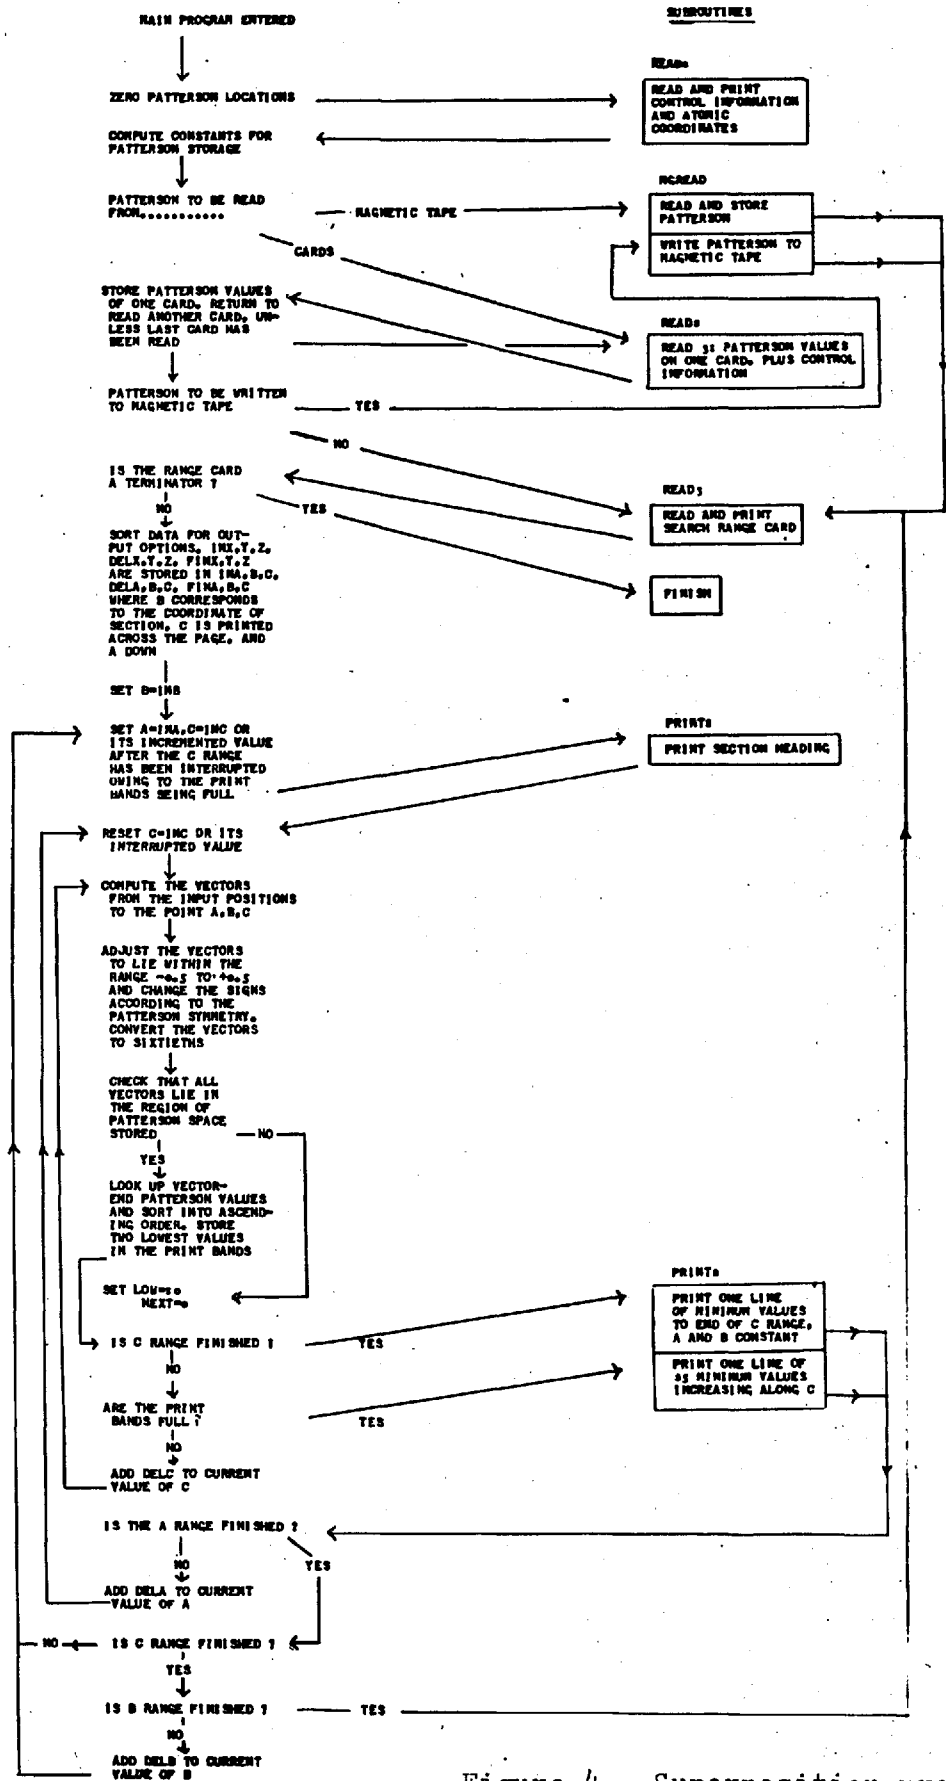 MAIN PROGRAM ENTERED
SUBROUTINES
ZERO PATTERSON LOCATIONS
READ AND PRINT
CONTROL INFORMATION
AND ATOMIC
COORDINATES
COMPUTE CONSTANTS FOR
PATTERSON STORAGE
PATTERSON TO BE READ
FROM...........
MAGNETIC TAPE
CARDS
MGREAD
READ AND STORE
PATTERSON
WRITE PATTERSON TO
MAGNETIC TAPE
STORE PATTERSON VALUES
OF ONE CARD. RETURN TO
READ ANOTHER CARD, UN-
LESS LAST CARD HAS
BEEN READ
READ PATTERSON VALUES
ON ONE CARD. PLUS CONTROL
INFORMATION
PATTERSON TO BE WRITTEN
TO MAGNETIC TAPE
YES
NO
IS THE RANGE CARD
A TERMINATOR ?
YES
NO
READ3
READ AND PRINT
SEARCH RANGE CARD
FINISH
SORT DATA FOR OUT-
PUT OPTIONS. INX,Y,Z,
DELX,Y,Z, FINX,Y,Z
ARE STORED IN INA,B,C,
DELA,B,C, FINA,B,C
WHERE B CORRESPONDS
TO THE COORDINATE OF
SECTION, C IS PRINTED
ACROSS THE PAGE, AND
A DOWN
SET B=INB
SET A=INA,C=INC OR
ITS INCREMENTED VALUE
AFTER THE C RANGE
HAS BEEN INTERRUPTED
OWING TO THE PRINT
BANDS BEING FULL
PRINT SECTION HEADING
RESET C=INC OR ITS
INTERRUPTED VALUE
COMPUTE THE VECTORS
FROM THE INPUT POSITIONS
TO THE POINT A,B,C
ADJUST THE VECTORS
TO LIE WITHIN THE
RANGE -0.5 TO +0.5
AND CHANGE THE SIGNS
ACCORDING TO THE
PATTERSON SYMMETRY.
CONVERT THE VECTORS
TO SIXTIETHS
CHECK THAT ALL
VECTORS LIE IN
THE REGION OF
PATTERSON SPACE
STORED
NO
YES
LOOK UP VECTOR-
END PATTERSON VALUES
AND SORT INTO ASCEND-
ING ORDER. STORE
TWO LOWEST VALUES
IN THE PRINT BANDS
SET
IS C RANGE FINISHED ?
YES
NO
PRINT ONE LINE
OF MINIMUM VALUES
TO END OF C RANGE,
A AND B CONSTANT
PRINT ONE LINE OF
MINIMUM VALUES
INCREASING ALONG C
ARE THE PRINT
BANDS FULL ?
YES
NO
ADD DELC TO CURRENT
VALUE OF C
IS THE A RANGE FINISHED ?
YES
NO
ADD DELA TO CURRENT
VALUE OF A
IS C RANGE FINISHED ?
NO
YES
IS B RANGE FINISHED ?
YES
NO
ADD DELB TO CURRENT
VALUE OF B
Figure 4. Superposition